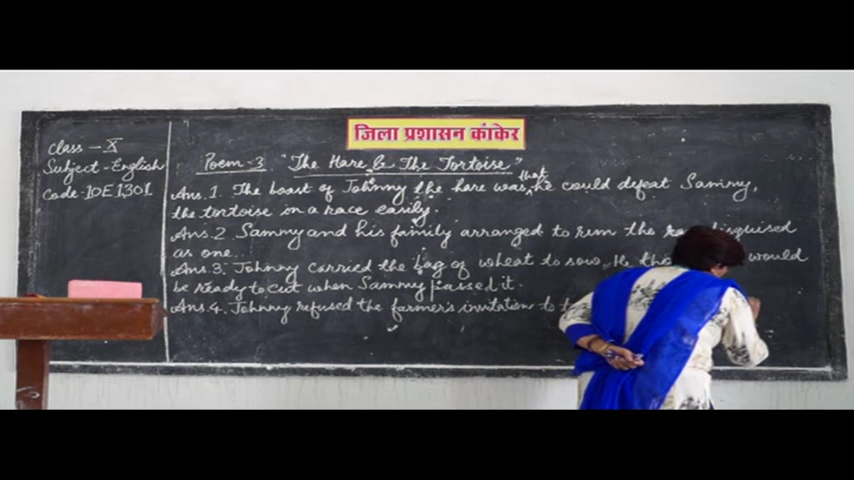 जिला प्रशासन कांकेर
Class - X
Subject - English
Code: 10E1301
Poem - 3 "The Hare & The Tortoise"
Ans. 1. The boast of Johnny the hare was that he could defeat Sammy,
the tortoise in a race easily.
Ans. 2. Sammy and his family arranged to run the disguised
as one.
Ans. 3. Johnny carried the bag of wheat to sow. He would
be ready to cut when Sammy passed it.
Ans. 4. Johnny refused the farmer's invitation to